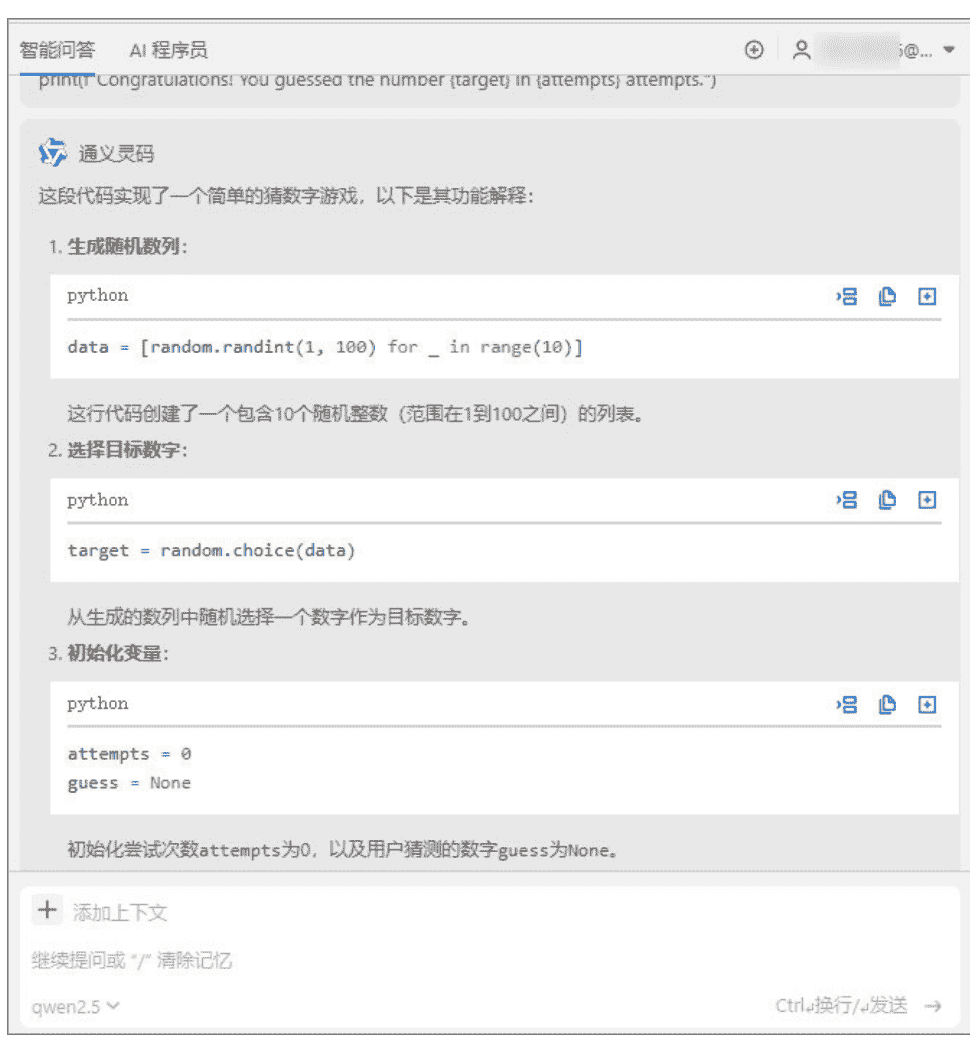 智能问答 AI 程序员 @...
print(f"Congratulations! You guessed the number {target} in {attempts} attempts.")
通义灵码
这段代码实现了一个简单的猜数字游戏，以下是其功能解释：
1. 生成随机数列：
python
data = [random.randint(1, 100) for _ in range(10)]
这行代码创建了一个包含10个随机整数（范围在1到100之间）的列表。
2. 选择目标数字：
python
target = random.choice(data)
从生成的数列中随机选择一个数字作为目标数字。
3. 初始化变量：
python
attempts = 0
guess = None
初始化尝试次数attempts为0，以及用户猜测的数字guess为None。
添加上下文
继续提问或 “/” 清除记忆
qwen2.5
Ctrl↵换行/↵发送